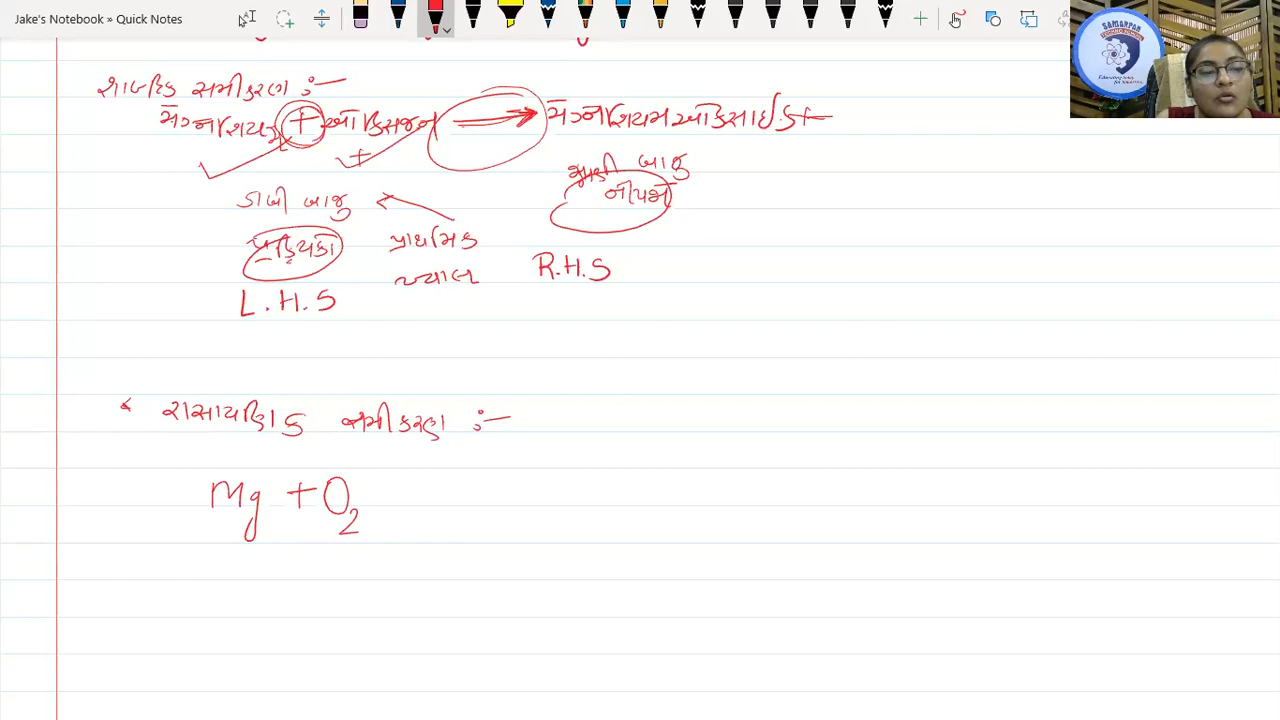 Jake's Notebook » Quick Notes
SAMARPAN
શાબ્દિક સમીકરણ :-
મેગ્નેશિયમ + ઓક્સિજન → મેગ્નેશિયમ ઓક્સાઈડ
ડાબી બાજુ
જમણી બાજુ
નીપજ
પ્રક્રિયકો
પ્રાથમિક
ખ્યાલ
L.H.S
R.H.S
* રાસાયણિક સમીકરણ :-
Mg + O2